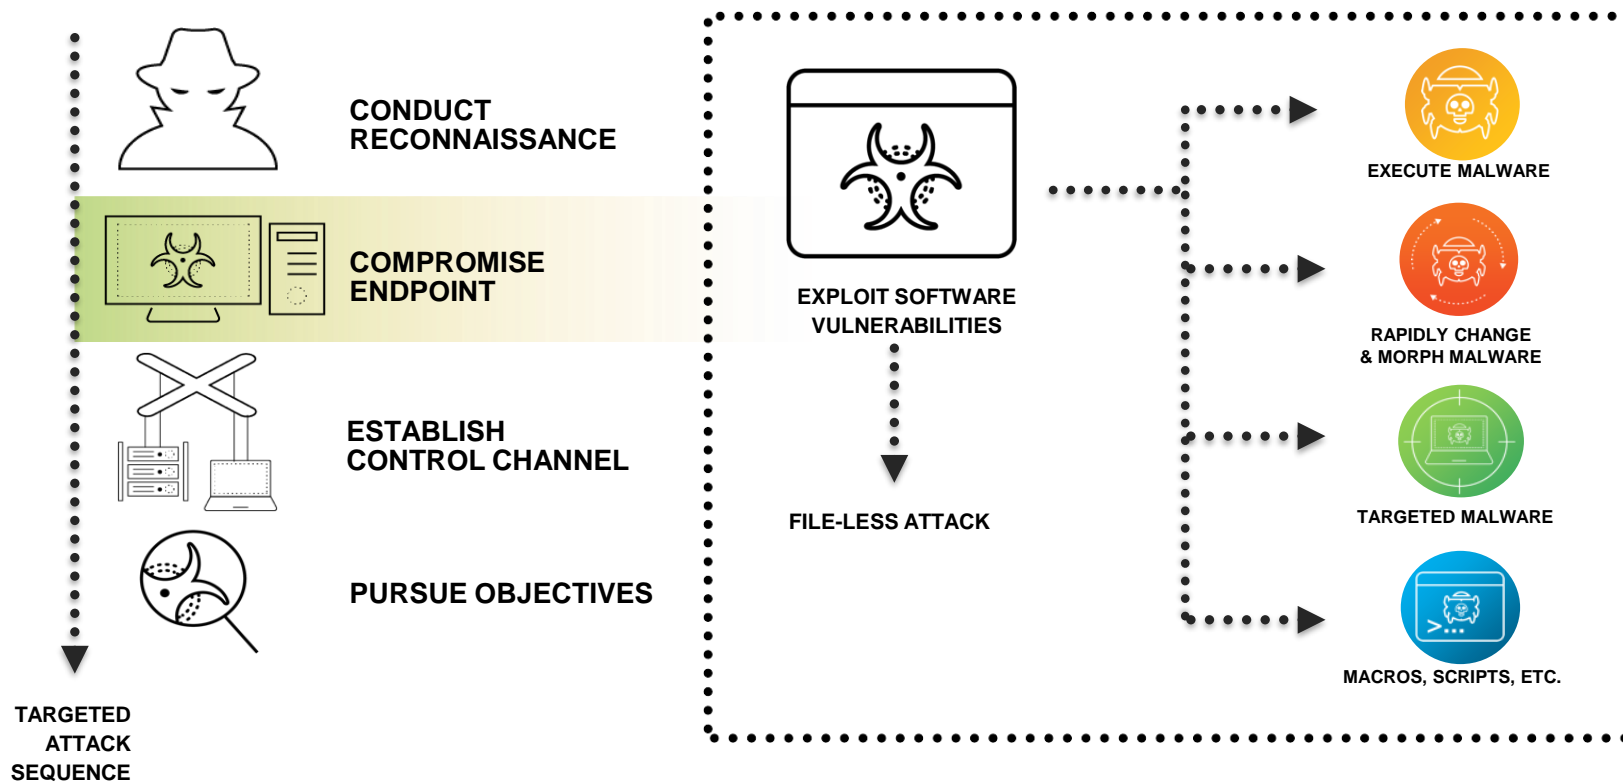 CONDUCT
RECONNAISSANCE
COMPROMISE
ENDPOINT
ESTABLISH
CONTROL CHANNEL
PURSUE OBJECTIVES
TARGETED
ATTACK
SEQUENCE
EXPLOIT SOFTWARE
VULNERABILITIES
FILE-LESS ATTACK
EXECUTE MALWARE
RAPIDLY CHANGE
& MORPH MALWARE
TARGETED MALWARE
>...
MACROS, SCRIPTS, ETC.